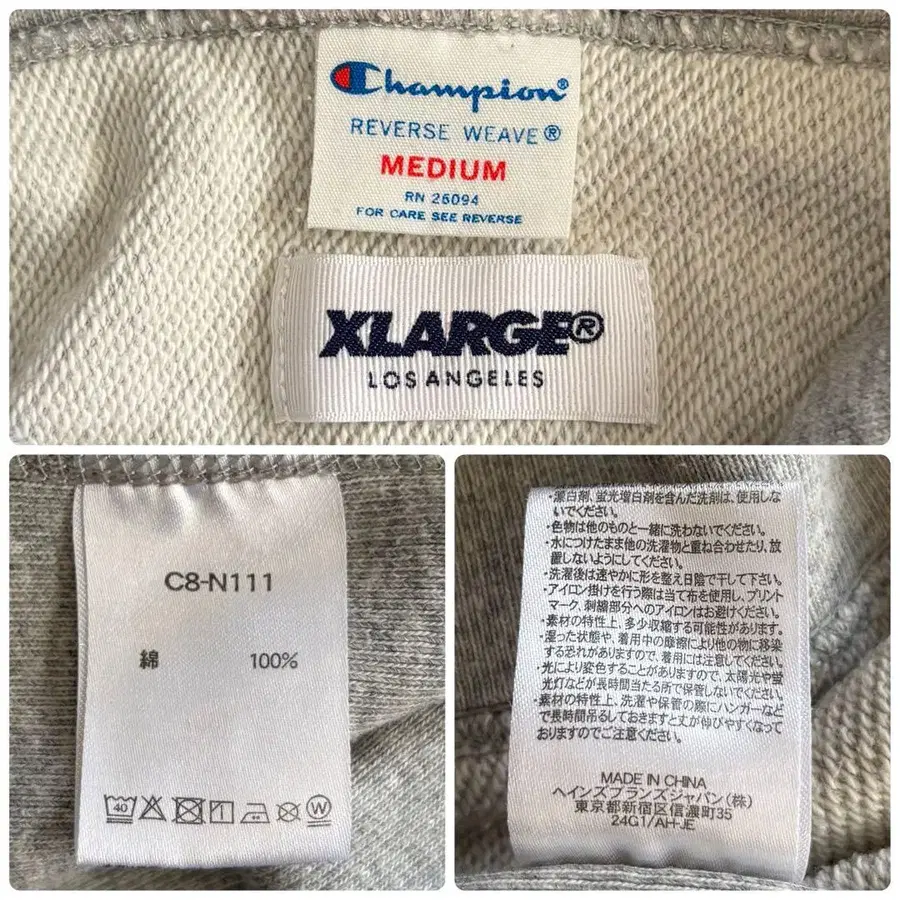 Champion®
REVERSE WEAVE®
MEDIUM
RN 26094
FOR CARE SEE REVERSE
XLARGE®
LOS ANGELES
C8-N111
綿 100%
40 W
・漂白剤、蛍光増白剤を含んだ洗剤は、使用しな
いでください。
・色物は他のものと一緒に洗わないでください。
・水につけたまま他の洗濯物と重ね合わせたり、放
置しないようにしてください。
・洗濯後は速やかに形を整え日陰で干して下さい。
・アイロン掛けを行う際は当て布を使用し、プリント
マーク、刺繍部分へのアイロンはお避けください。
・素材の特性上、多少収縮する可能性があります。
・湿った状態や、着用中の摩擦により他の物に移染
する恐れがありますので、着用には注意してください。
・光により変色することがありますので、太陽光や蛍
光灯などが長時間当たる所で保管しないでください。
・素材の特性上、洗濯や保管の際にハンガーなど
で長時間吊るしておきますと丈が伸びやすくなって
おりますのでご注意ください。
MADE IN CHINA
ヘインズブランズジャパン(株)
東京都新宿区信濃町35
24G1/AH-JE